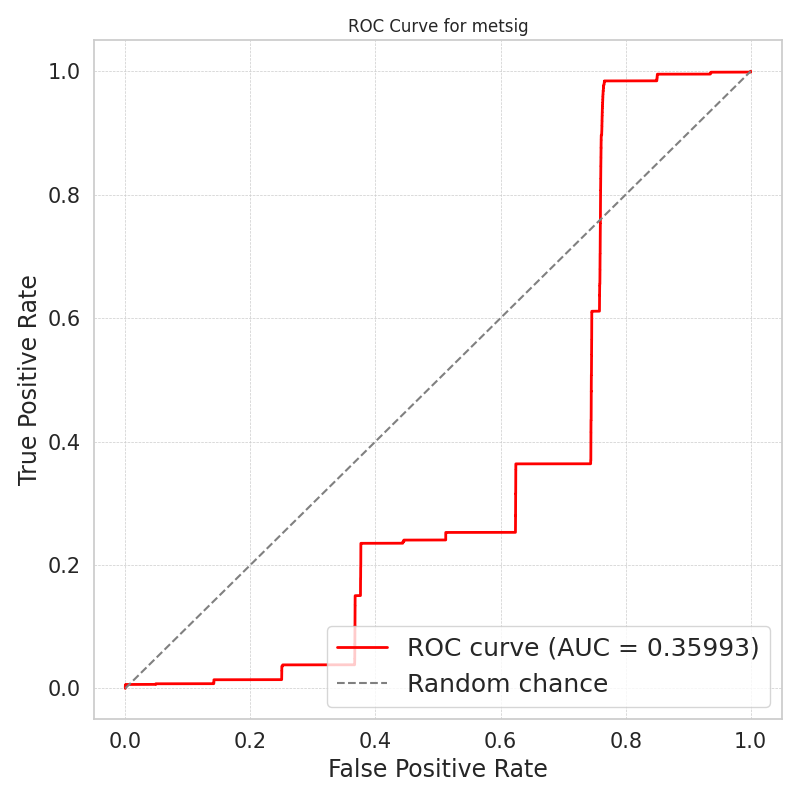 ROC Curve for metsig
True Positive Rate
1.0
0.8
0.6
0.4
0.2
0.0
ROC curve (AUC = 0.35993)
Random chance
0.0 0.2 0.4 0.6 0.8 1.0
False Positive Rate